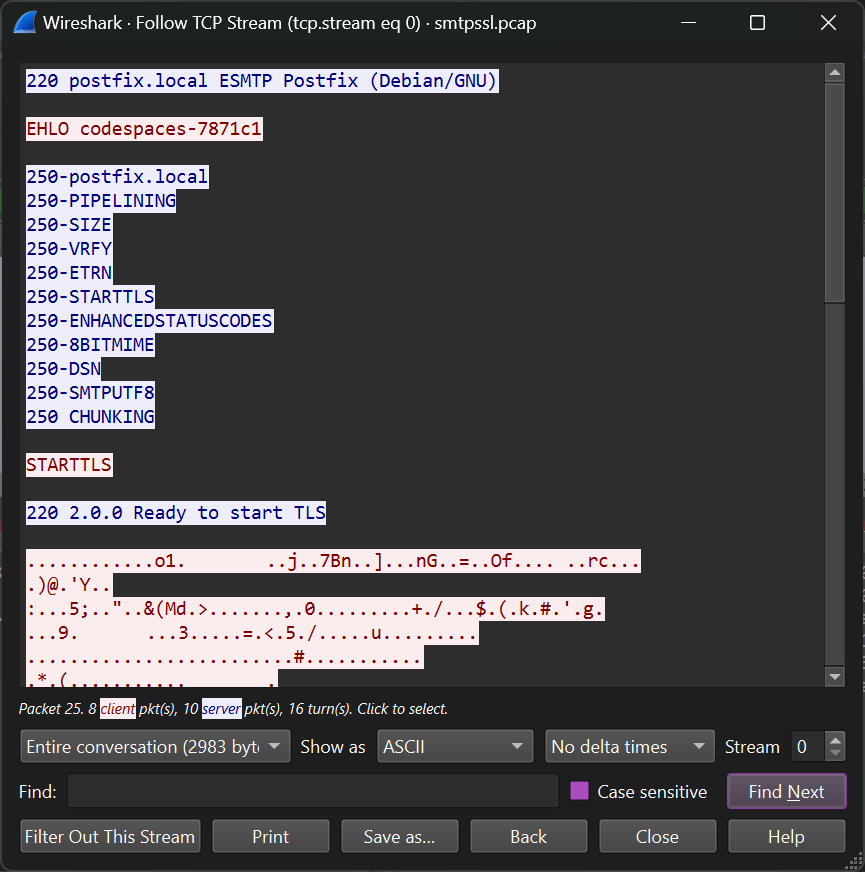 Wireshark · Follow TCP Stream (tcp.stream eq 0) · smtpssl.pcap
220 postfix.local ESMTP Postfix (Debian/GNU)
EHLO codespaces-7871c1
250-postfix.local
250-PIPELINING
250-SIZE
250-VRFY
250-ETRN
250-STARTTLS
250-ENHANCEDSTATUSCODES
250-8BITMIME
250-DSN
250-SMTPUTF8
250 CHUNKING
STARTTLS
220 2.0.0 Ready to start TLS
............o1.        ..j..7Bn..]...nG..=..Of.... ..rc...
.)@.'Y..
:...5;.."..&(Md.>.......,.0.........+./...$.(.k.#.'.g.
...9.       ...3.....=.<.5./.....u.........
.........................#...........
.*.(...........        .
Packet 25. 8 client pkt(s), 10 server pkt(s), 16 turn(s). Click to select.
Entire conversation (2983 byt Show as ASCII No delta times Stream 0
Find: Case sensitive Find Next
Filter Out This Stream Print Save as... Back Close Help